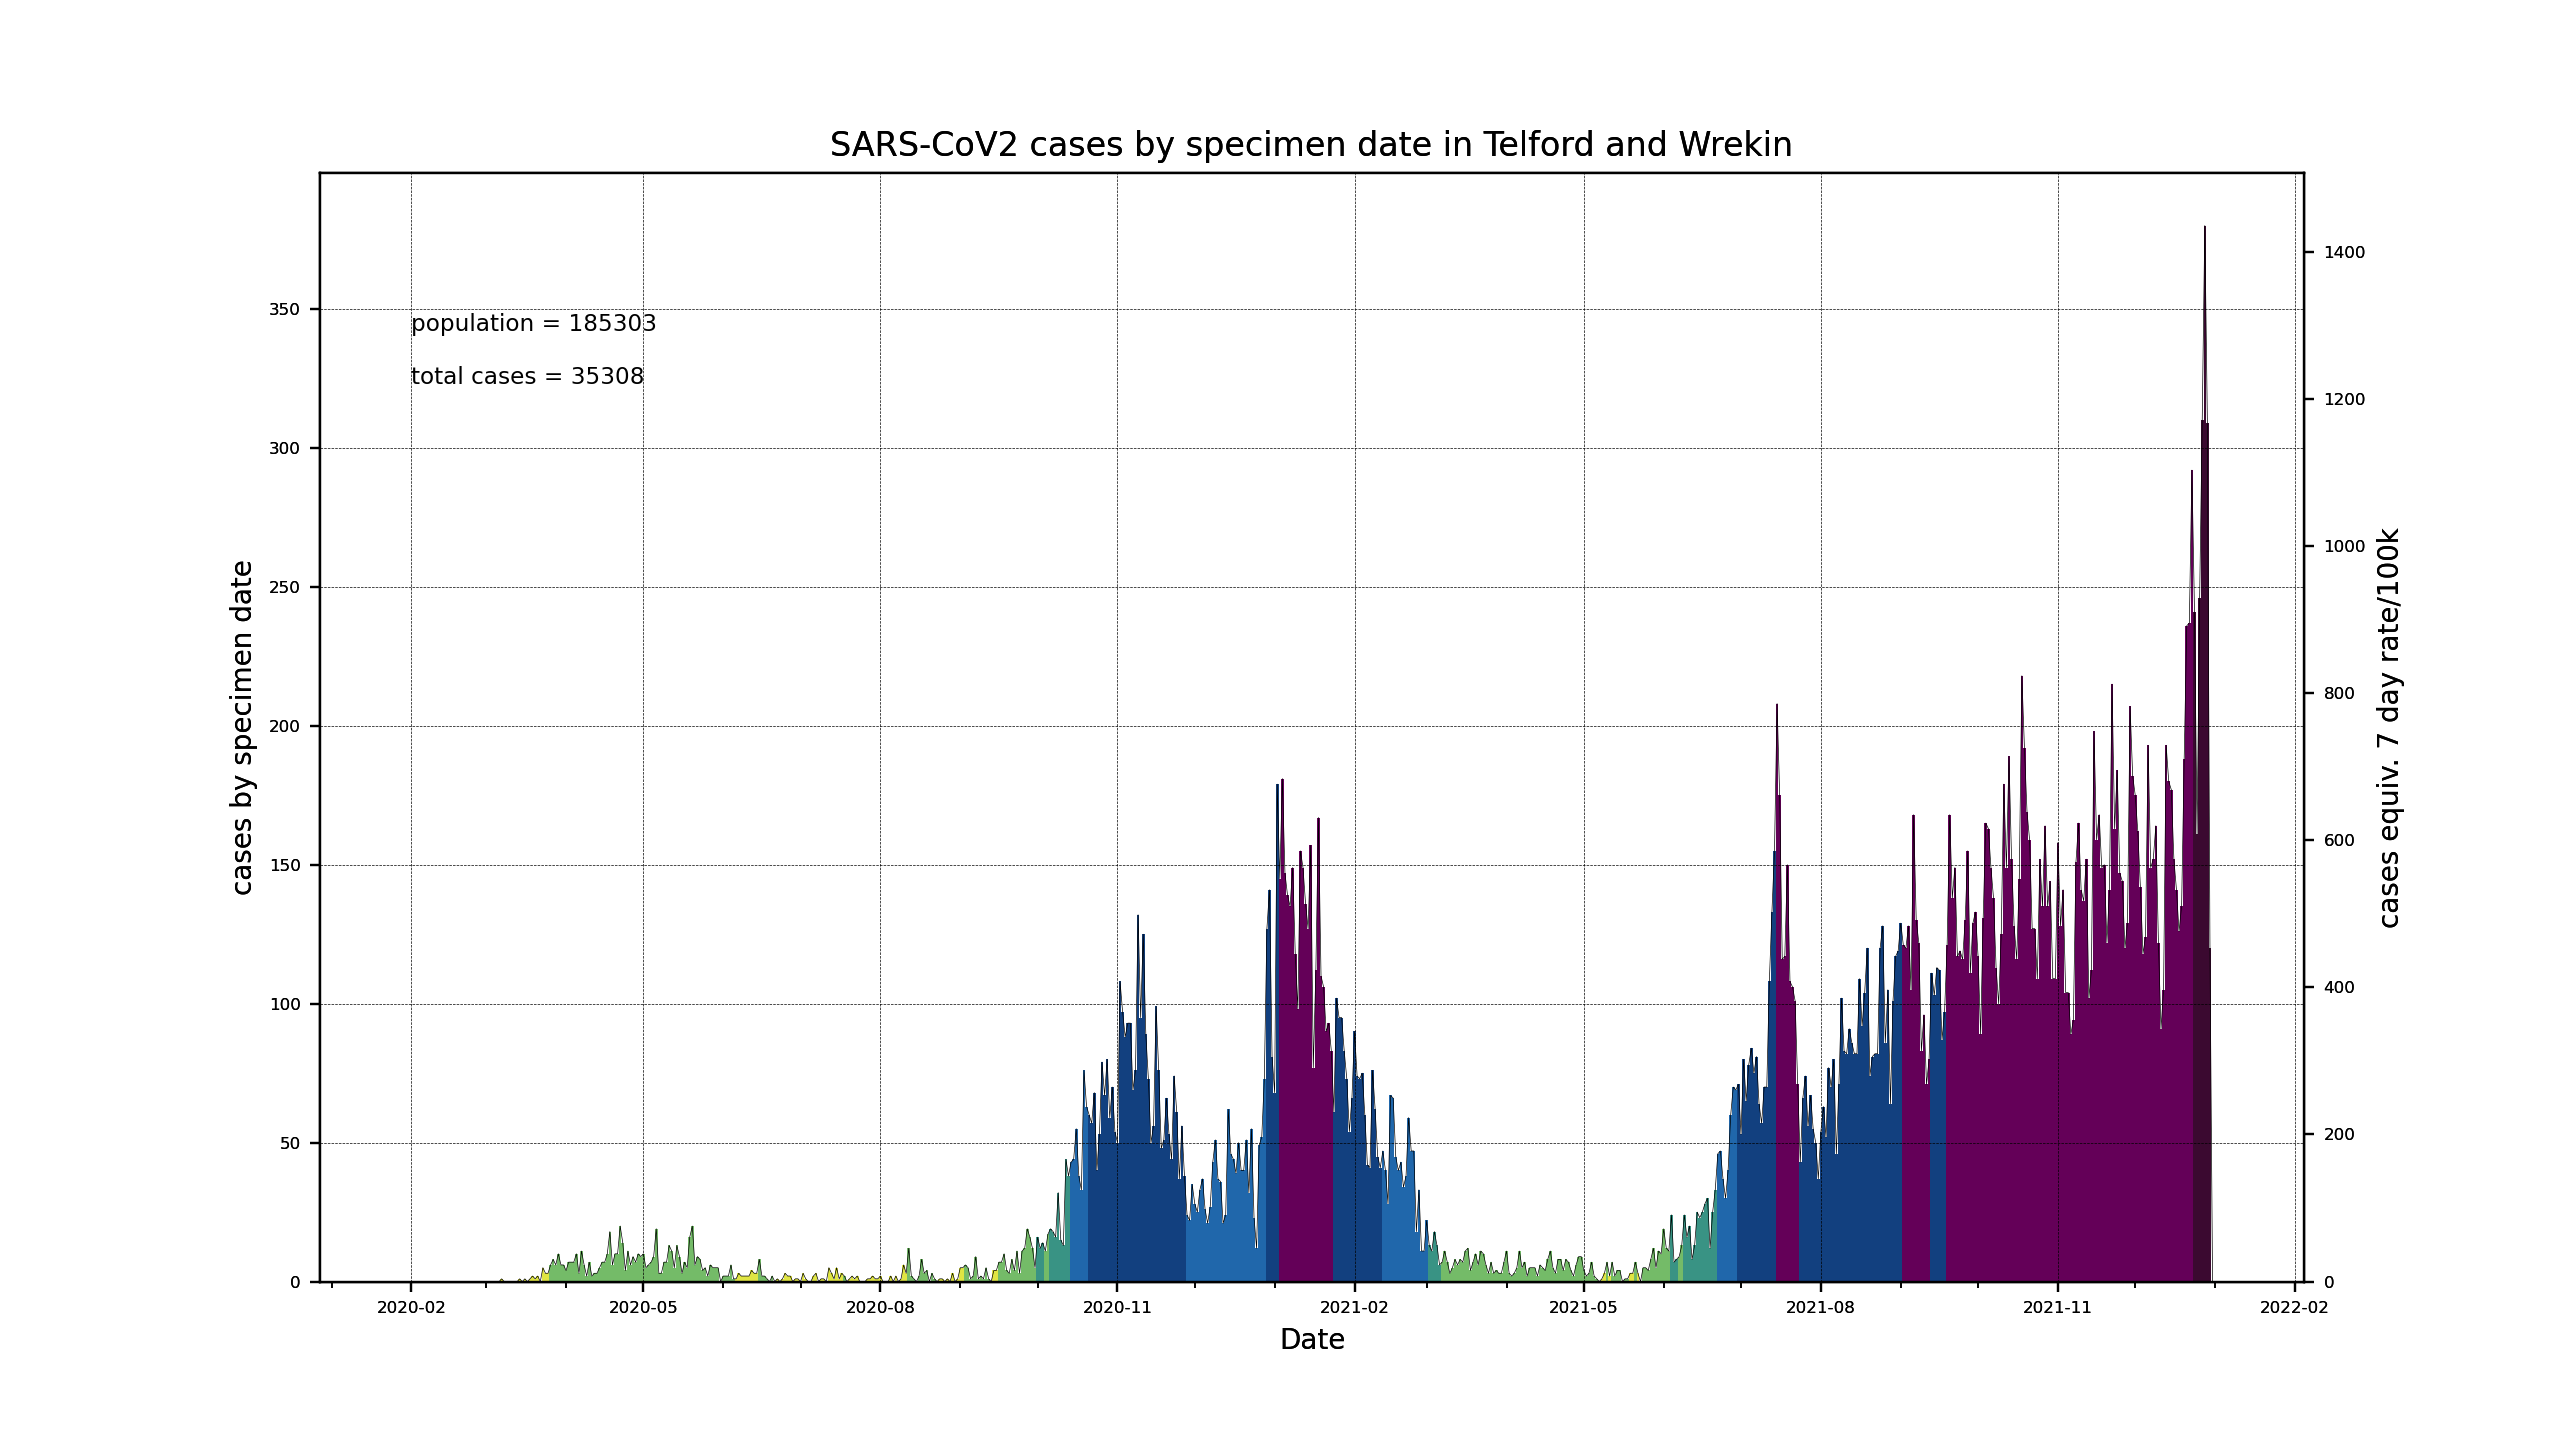 SARS-CoV2 cases by specimen date in Telford and Wrekin
population = 185303
total cases = 35308
cases by specimen date
350
300
250
200
150
100
50
0
1400
1200
1000
800
600
400
200
0
cases equiv. 7 day rate/100k
2020-02 2020-05 2020-08 2020-11 2021-02 2021-05 2021-08 2021-11 2022-02
Date